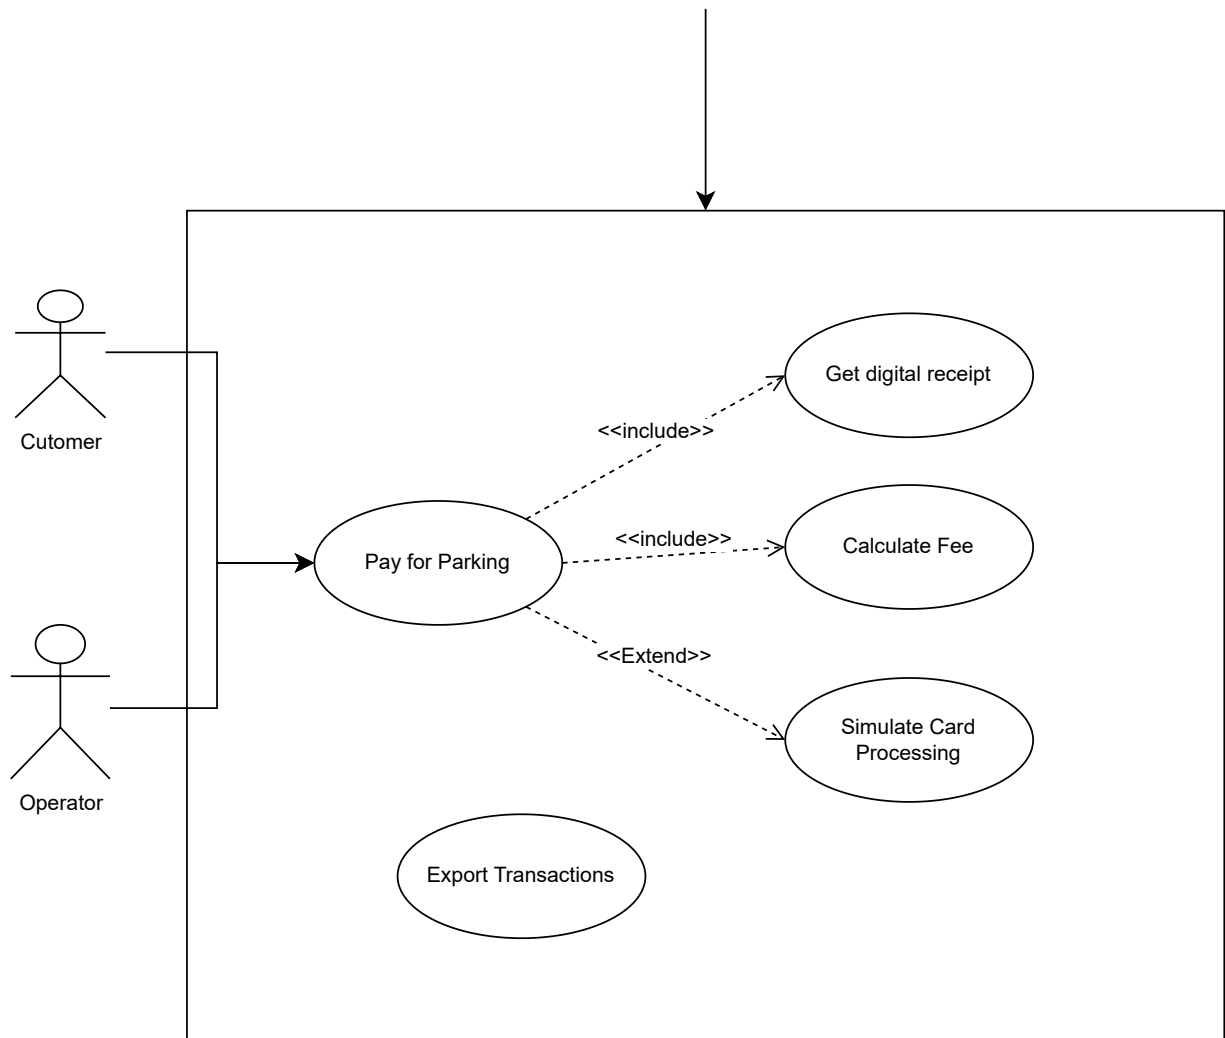 Cutomer
Get digital receipt
<<include>>
<<include>>
Calculate Fee
Pay for Parking
<<Extend>>
Simulate Card
Processing
Operator
Export Transactions